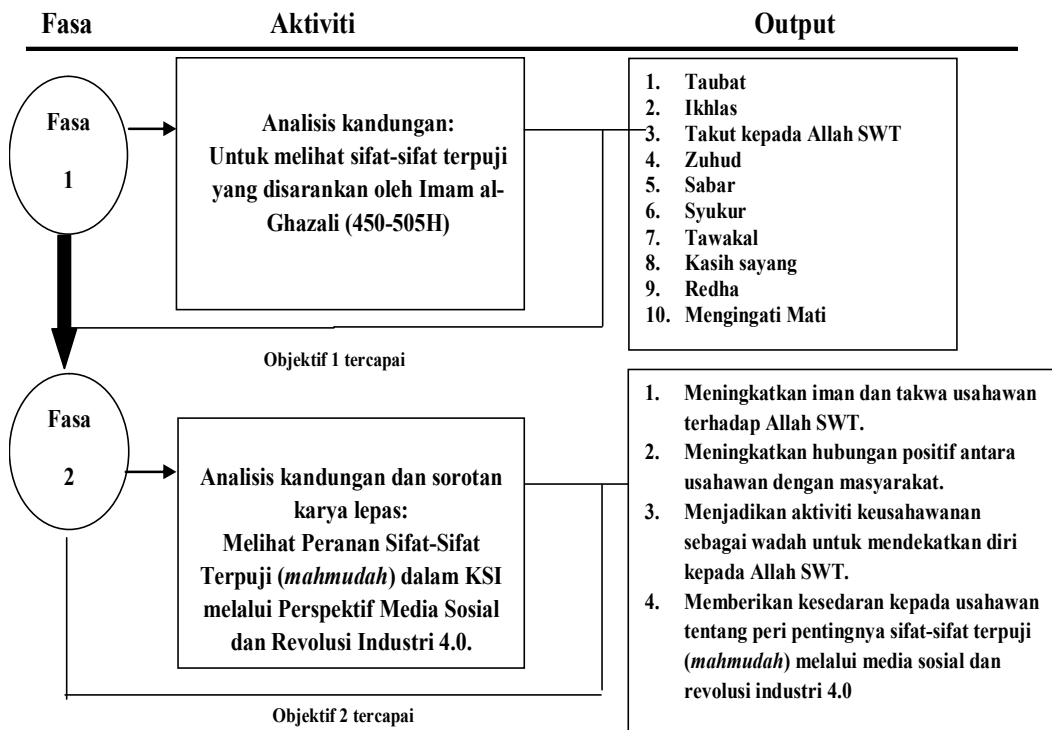 Fasa Aktiviti Output
Fasa
1
Analisis kandungan:
Untuk melihat sifat-sifat terpuji
yang disarankan oleh Imam al-
Ghazali (450-505H)
1. Taubat
2. Ikhlas
3. Takut kepada Allah SWT
4. Zuhud
5. Sabar
6. Syukur
7. Tawakal
8. Kasih sayang
9. Redha
10. Mengingati Mati
Objektif 1 tercapai
Fasa
2
Analisis kandungan dan sorotan
karya lepas:
Melihat Peranan Sifat-Sifat
Terpuji (mahmudah) dalam KSI
melalui Perspektif Media Sosial
dan Revolusi Industri 4.0.
1. Meningkatkan iman dan takwa usahawan
terhadap Allah SWT.
2. Meningkatkan hubungan positif antara
usahawan dengan masyarakat.
3. Menjadikan aktiviti keusahawanan
sebagai wadah untuk mendekatkan diri
kepada Allah SWT.
4. Memberikan kesedaran kepada usahawan
tentang peri pentingnya sifat-sifat terpuji
(mahmudah) melalui media sosial dan
revolusi industri 4.0
Objektif 2 tercapai